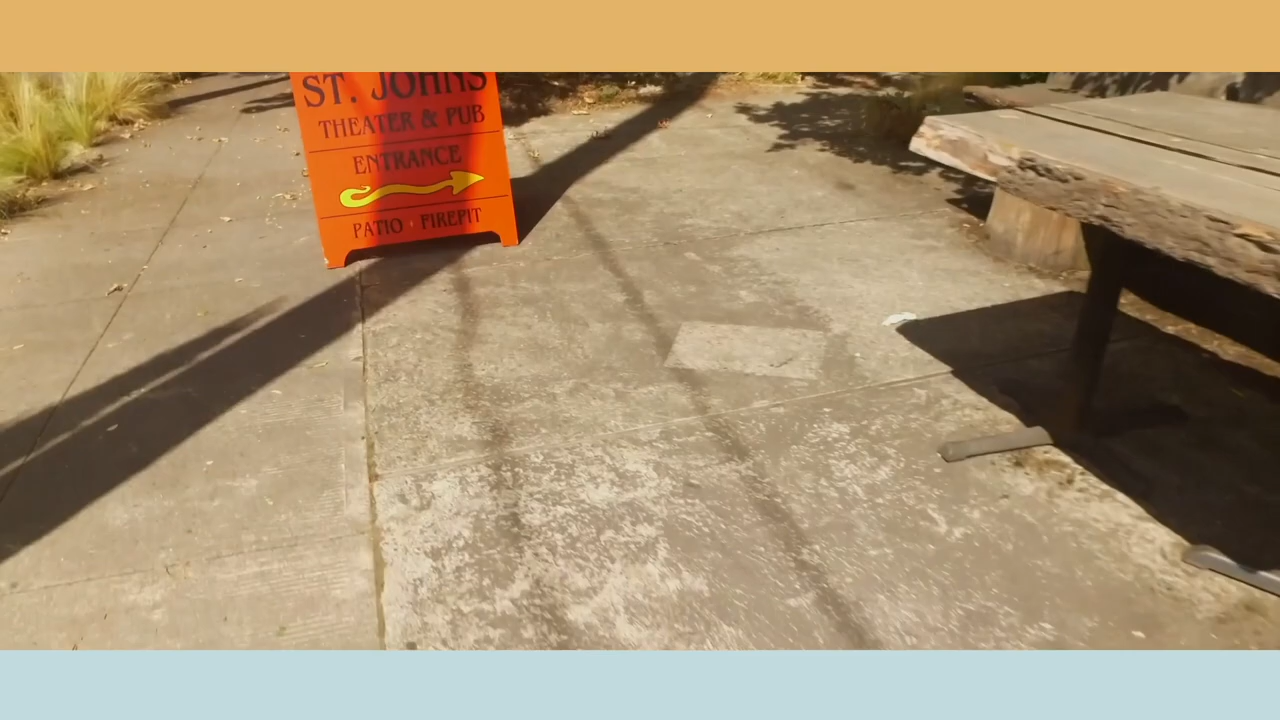 ST. JOHNS
THEATER & PUB
ENTRANCE
PATIO · FIREPIT